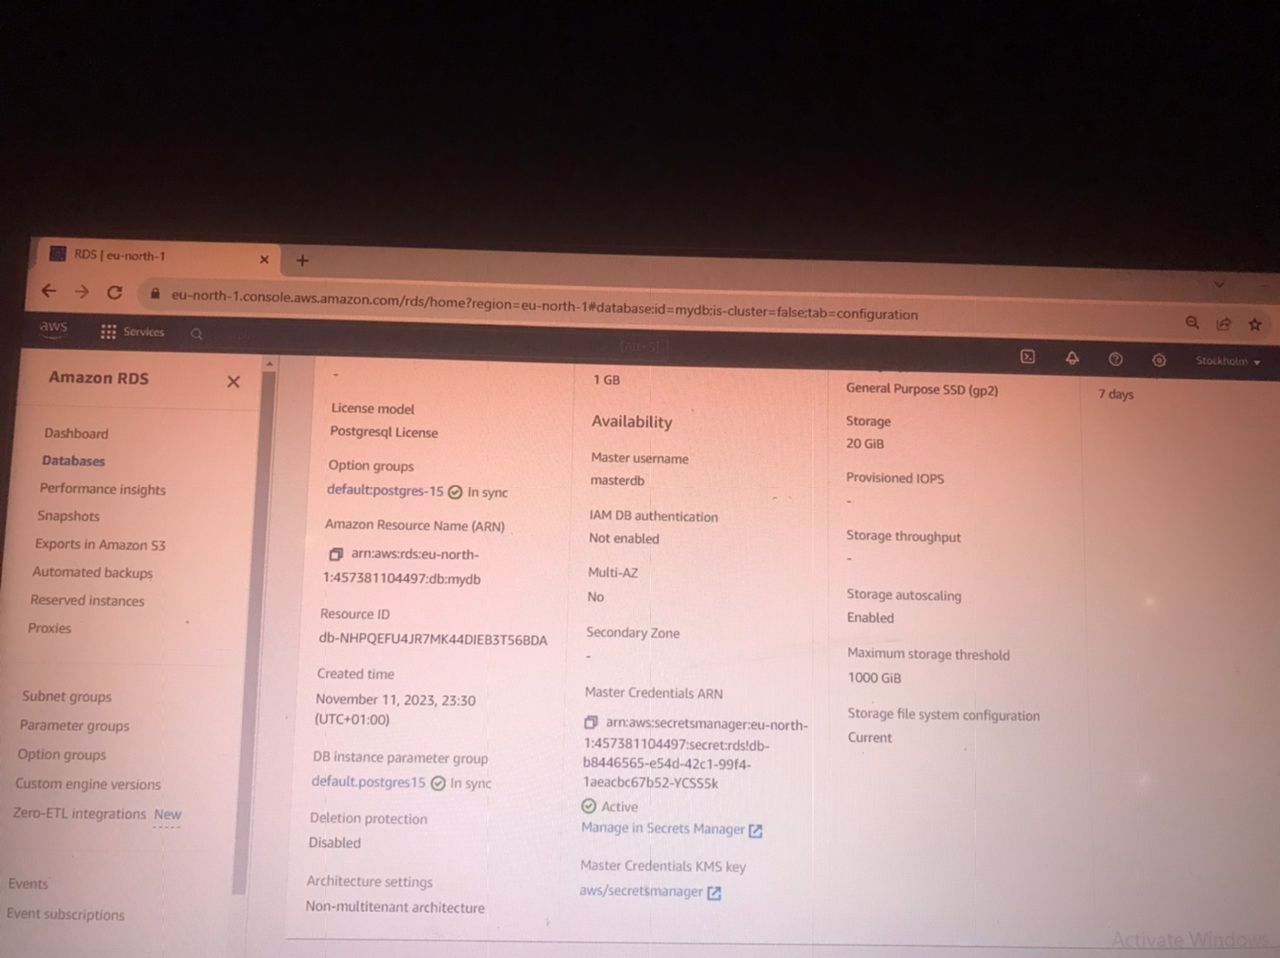 RDS | eu-north-1
eu-north-1.console.aws.amazon.com/rds/home?region=eu-north-1#database:id=mydb;is-cluster=false;tab=configuration
aws
Services
[Alt+S]
Stockholm
Amazon RDS
Dashboard
Databases
Performance insights
Snapshots
Exports in Amazon S3
Automated backups
Reserved instances
Proxies
Subnet groups
Parameter groups
Option groups
Custom engine versions
Zero-ETL integrations New
Events
Event subscriptions
-
License model
Postgresql License
Option groups
default:postgres-15 In sync
Amazon Resource Name (ARN)
arn:aws:rds:eu-north-
1:457381104497:db:mydb
Resource ID
db-NHPQEFU4JR7MK44DIEB3T56BDA
Created time
November 11, 2023, 23:30
(UTC+01:00)
DB instance parameter group
default.postgres15 In sync
Deletion protection
Disabled
Architecture settings
Non-multitenant architecture
1 GB
Availability
Master username
masterdb
IAM DB authentication
Not enabled
Multi-AZ
No
Secondary Zone
-
Master Credentials ARN
arn:aws:secretsmanager:eu-north-
1:457381104497:secret:rds!db-
b8446565-e54d-42c1-99f4-
1aeacbc67b52-YCSS5k
Active
Manage in Secrets Manager
Master Credentials KMS key
aws/secretsmanager
General Purpose SSD (gp2)
Storage
20 GiB
Provisioned IOPS
-
Storage throughput
-
Storage autoscaling
Enabled
Maximum storage threshold
1000 GiB
Storage file system configuration
Current
7 days
Activate Windows